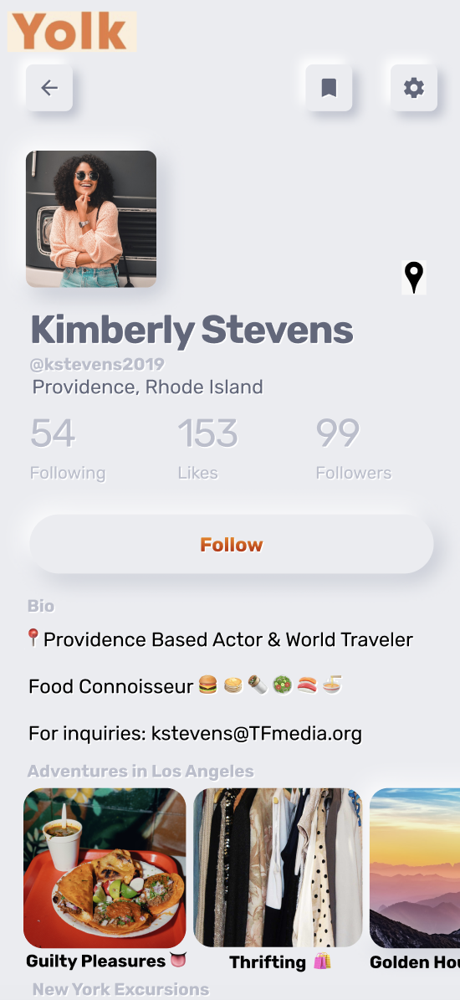 Yolk
Kimberly Stevens
@kstevens2019
Providence, Rhode Island
54 153 99
Following Likes Followers
Follow
Bio
📍Providence Based Actor & World Traveler
Food Connoisseur 🍔 🥞 🌯 🥗 🍣 🍜
For inquiries: kstevens@TFmedia.org
Adventures in Los Angeles
Guilty Pleasures 👅 Thrifting 🛍️ Golden Hou
New York Excursions